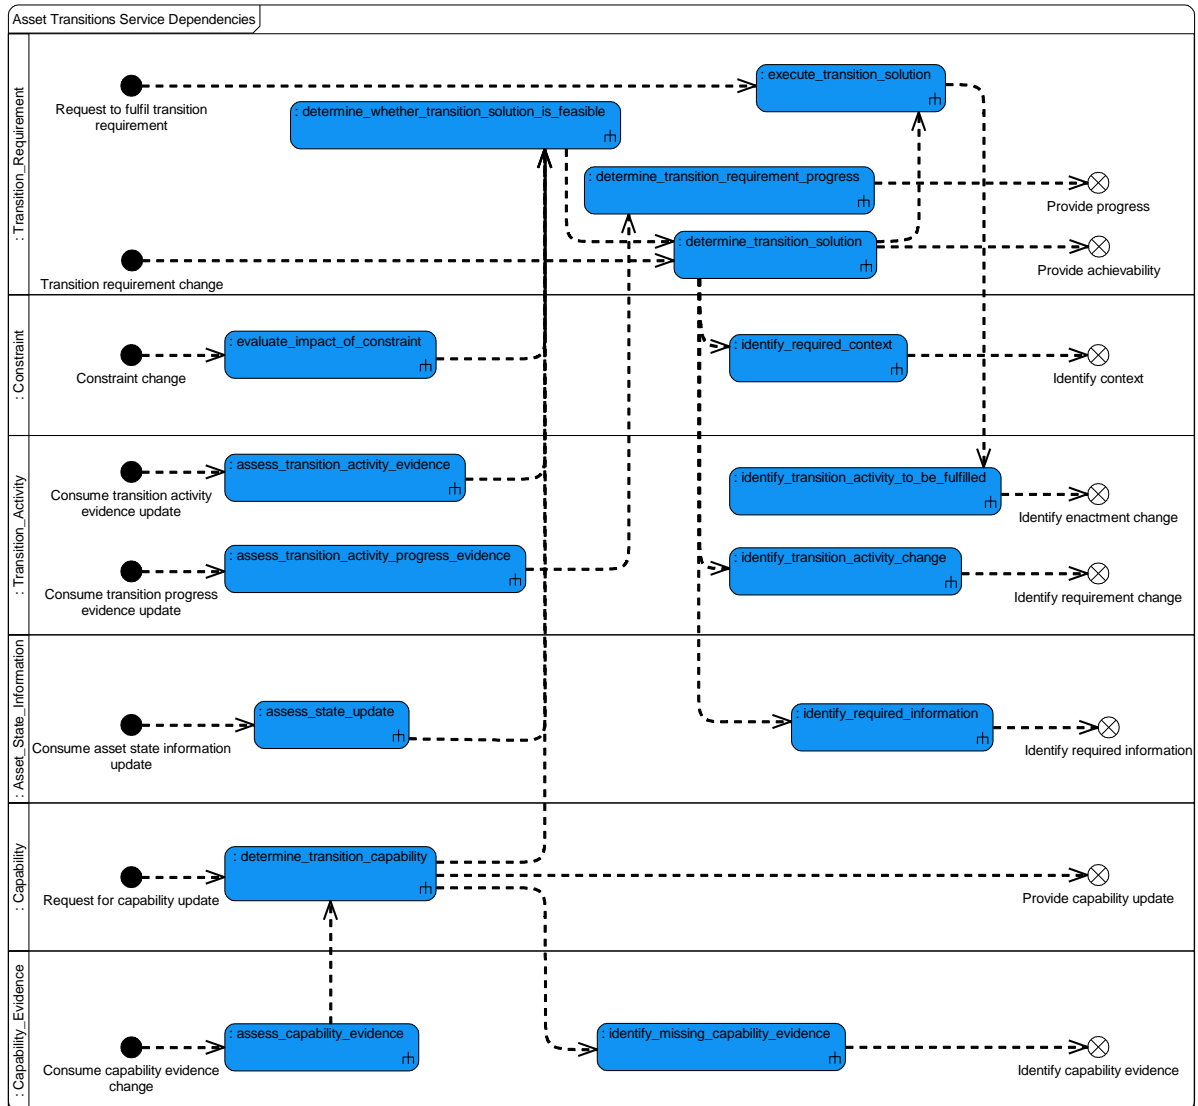 Asset Transitions Service Dependencies
: Transition_Requirement
Request to fulfil transition
requirement
: execute_transition_solution
: determine_whether_transition_solution_is_feasible
: determine_transition_requirement_progress
Provide progress
: determine_transition_solution
Provide achievability
Transition requirement change
: Constraint
Constraint change
: evaluate_impact_of_constraint
: identify_required_context
Identify context
: Transition_Activity
Consume transition activity
evidence update
: assess_transition_activity_evidence
: identify_transition_activity_to_be_fulfilled
Identify enactment change
Consume transition progress
evidence update
: assess_transition_activity_progress_evidence
: identify_transition_activity_change
Identify requirement change
: Asset_State_Information
Consume asset state information
update
: assess_state_update
: identify_required_information
Identify required information
: Capability
Request for capability update
: determine_transition_capability
Provide capability update
: Capability_Evidence
Consume capability evidence
change
: assess_capability_evidence
: identify_missing_capability_evidence
Identify capability evidence